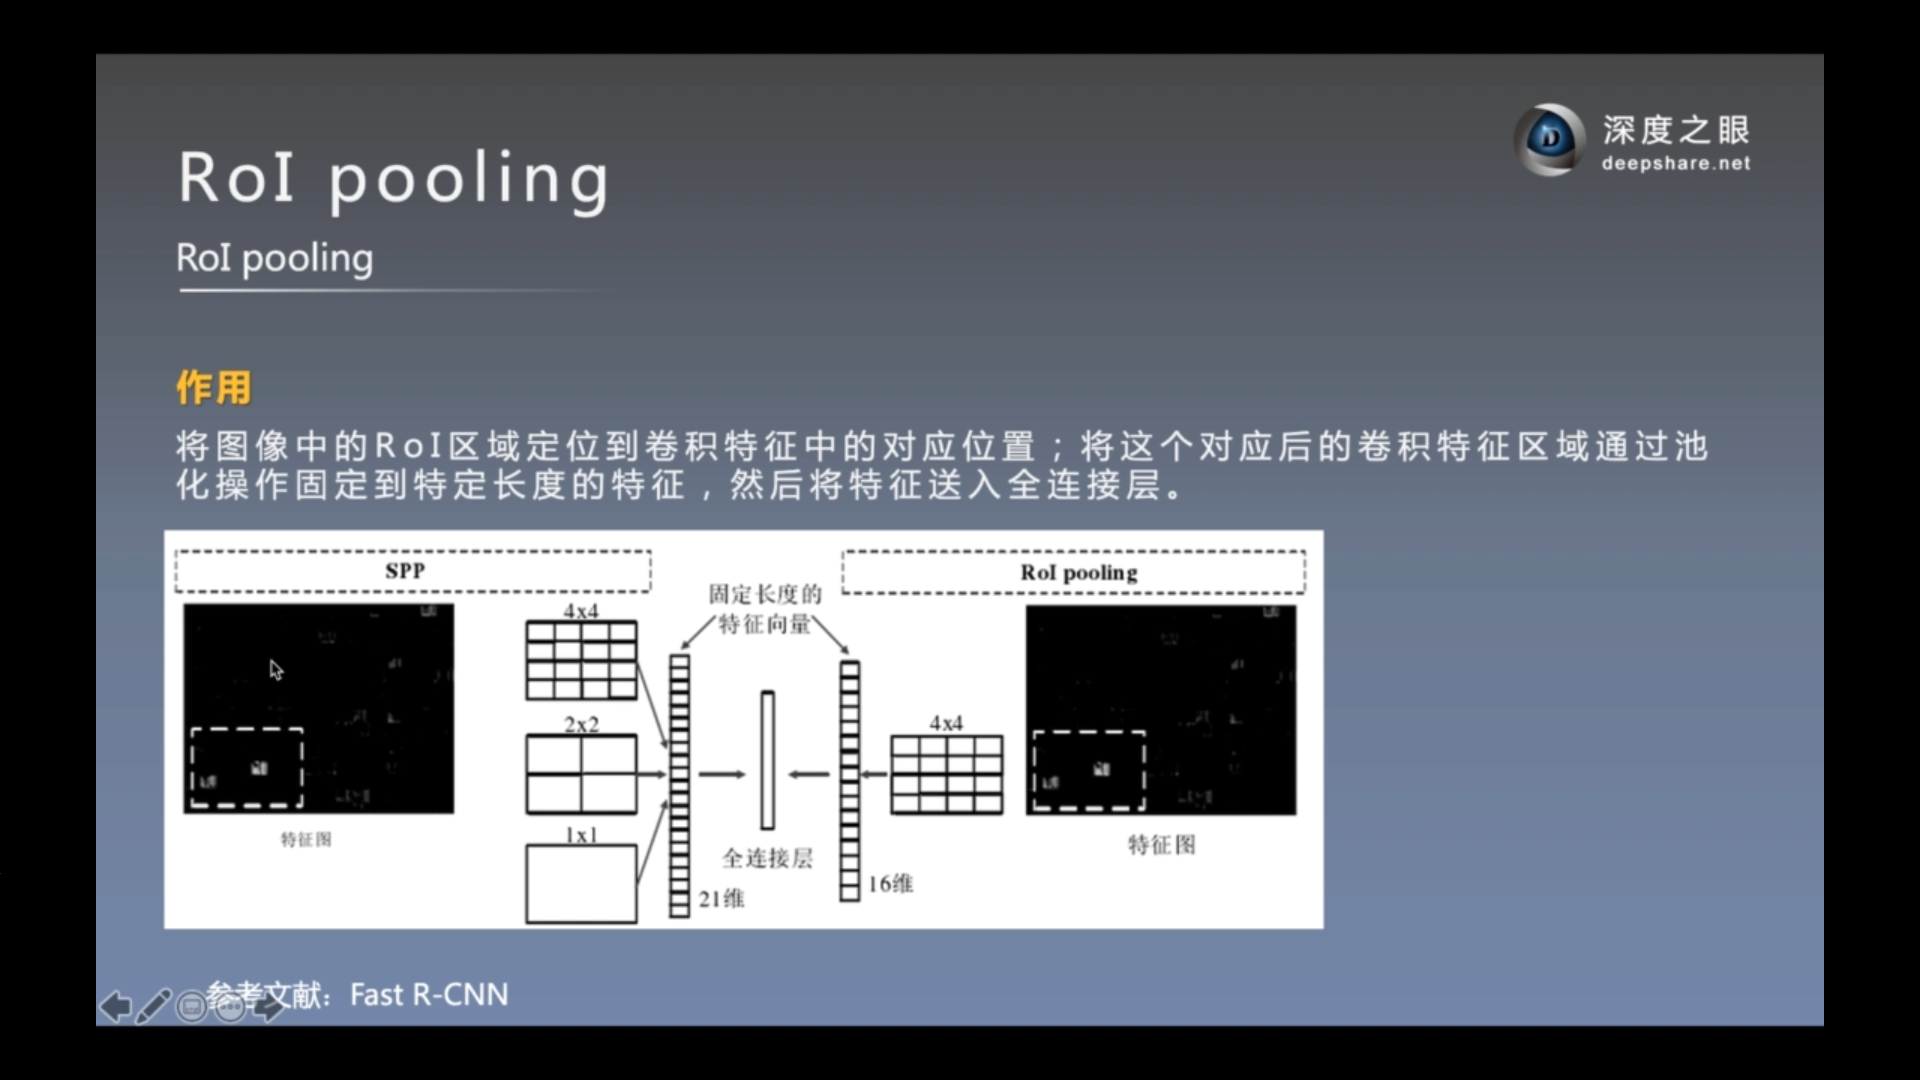 深度之眼
deepshare.net
RoI pooling
RoI pooling
作用
将图像中的RoI区域定位到卷积特征中的对应位置；将这个对应后的卷积特征区域通过池
化操作固定到特定长度的特征，然后将特征送入全连接层。
SPP
RoI pooling
固定长度的
特征向量
4x4
2x2
1x1
4x4
特征图
全连接层
特征图
21维
16维
参考文献：Fast R-CNN